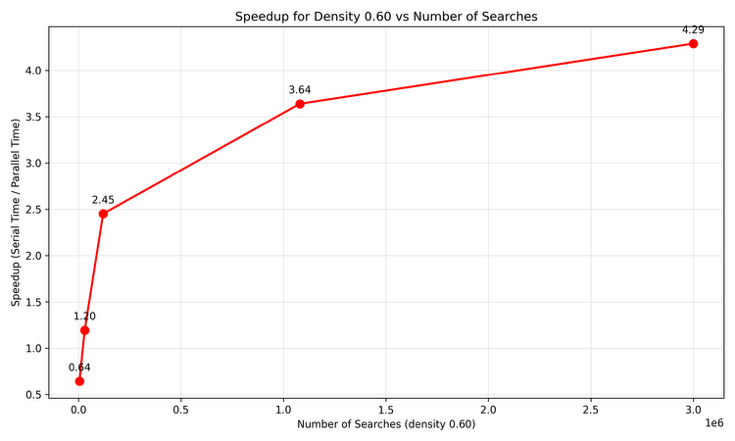 Speedup for Density 0.60 vs Number of Searches
4.29
4.0
3.64
3.5
3.0
2.45
2.5
2.0
1.5
1.20
1.0
0.64
0.5
Speedup (Serial Time / Parallel Time)
0.0 0.5 1.0 1.5 2.0 2.5 3.0
1e6
Number of Searches (density 0.60)